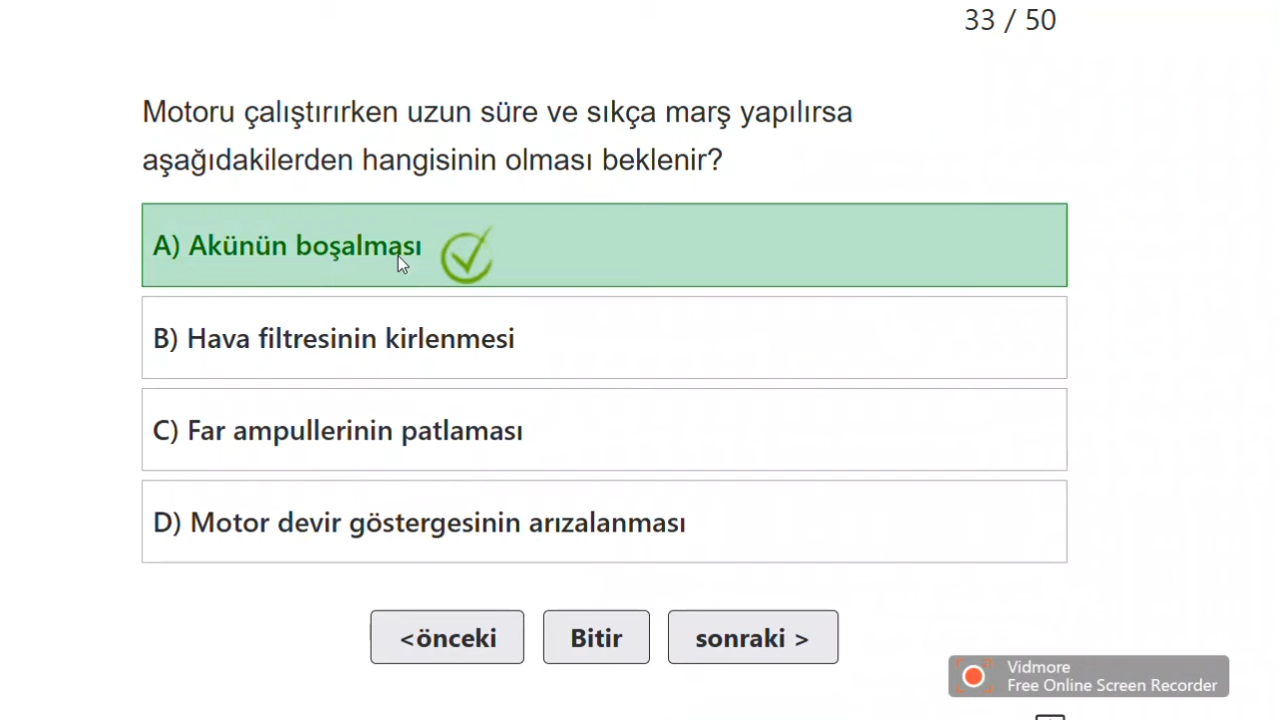 33 / 50
Motoru çalıştırırken uzun süre ve sıkça marş yapılırsa
aşağıdakilerden hangisinin olması beklenir?
A) Akünün boşalması
B) Hava filtresinin kirlenmesi
C) Far ampullerinin patlaması
D) Motor devir göstergesinin arızalanması
<önceki
Bitir
sonraki >
Vidmore
Free Online Screen Recorder